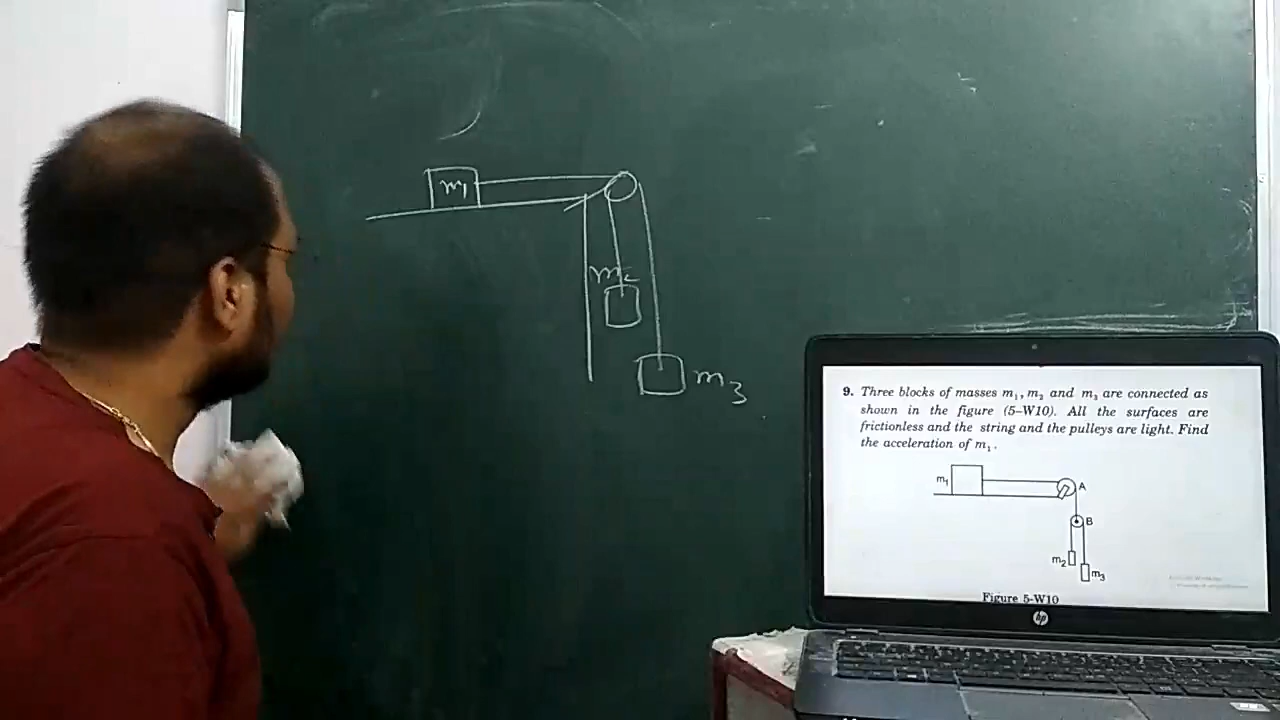 m₁
m₂
m₃
9. Three blocks of masses m₁, m₂ and m₃ are connected as
shown in the figure (5–W10). All the surfaces are
frictionless and the string and the pulleys are light. Find
the acceleration of m₁.
m₁
A
B
m₂
m₃
Figure 5-W10
hp